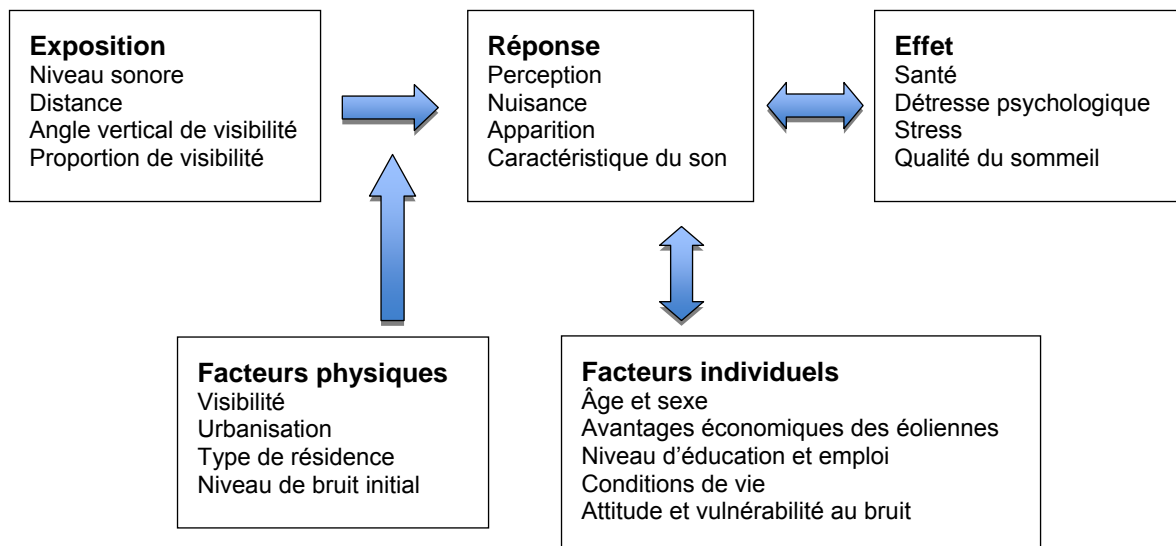 Exposition
Niveau sonore
Distance
Angle vertical de visibilité
Proportion de visibilité
Réponse
Perception
Nuisance
Apparition
Caractéristique du son
Effet
Santé
Détresse psychologique
Stress
Qualité du sommeil
Facteurs physiques
Visibilité
Urbanisation
Type de résidence
Niveau de bruit initial
Facteurs individuels
Âge et sexe
Avantages économiques des éoliennes
Niveau d’éducation et emploi
Conditions de vie
Attitude et vulnérabilité au bruit